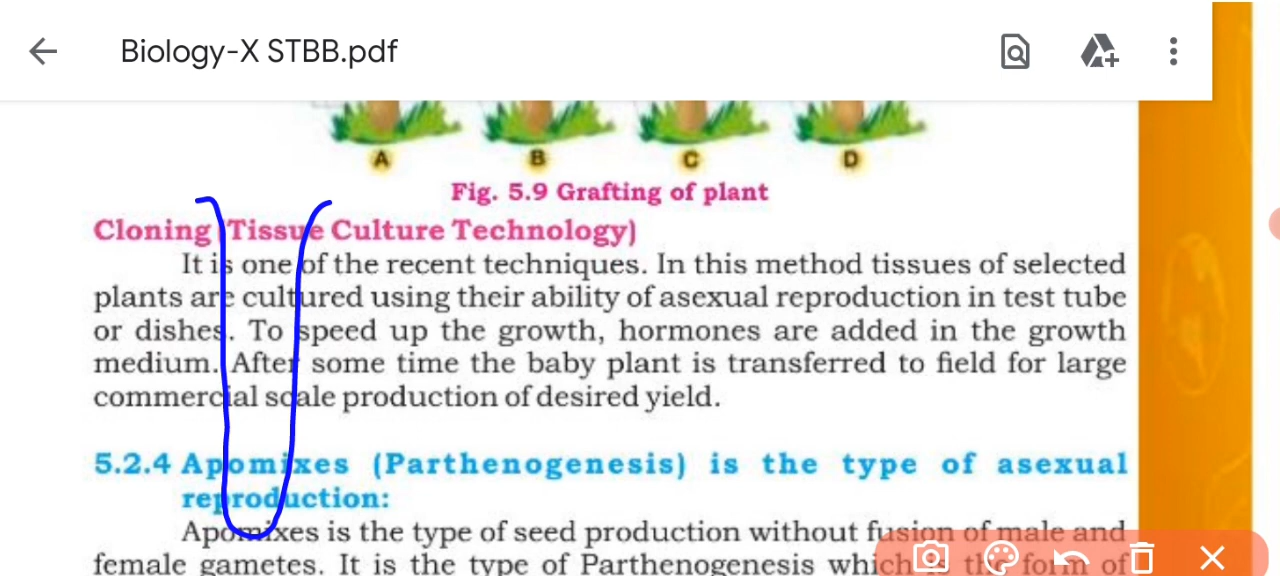 Biology-X STBB.pdf
A B C D
Fig. 5.9 Grafting of plant
Cloning (Tissue Culture Technology)
It is one of the recent techniques. In this method tissues of selected
plants are cultured using their ability of asexual reproduction in test tube
or dishes. To speed up the growth, hormones are added in the growth
medium. After some time the baby plant is transferred to field for large
commercial scale production of desired yield.
5.2.4 Apomixes (Parthenogenesis) is the type of asexual
reproduction:
Apomixes is the type of seed production without fusion of male and
female gametes. It is the type of Parthenogenesis which is the form of